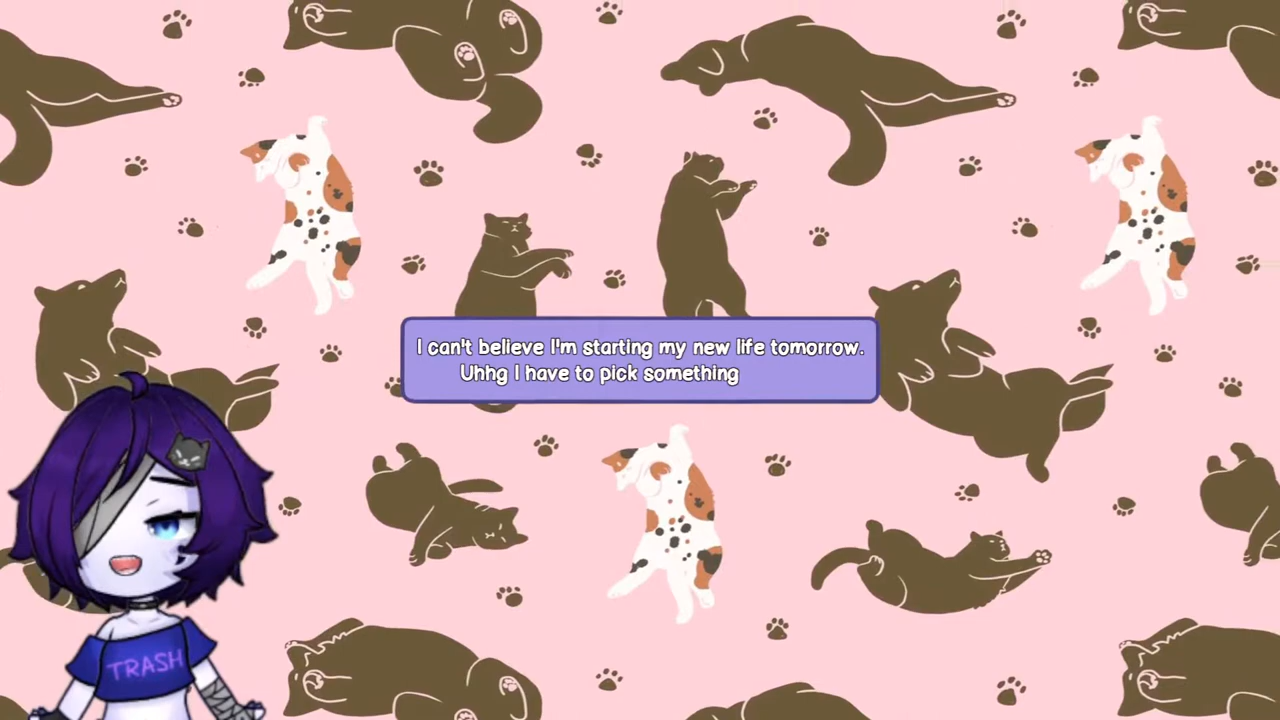 I can't believe I'm starting my new life tomorrow.
Uhhg I have to pick something
TRASH